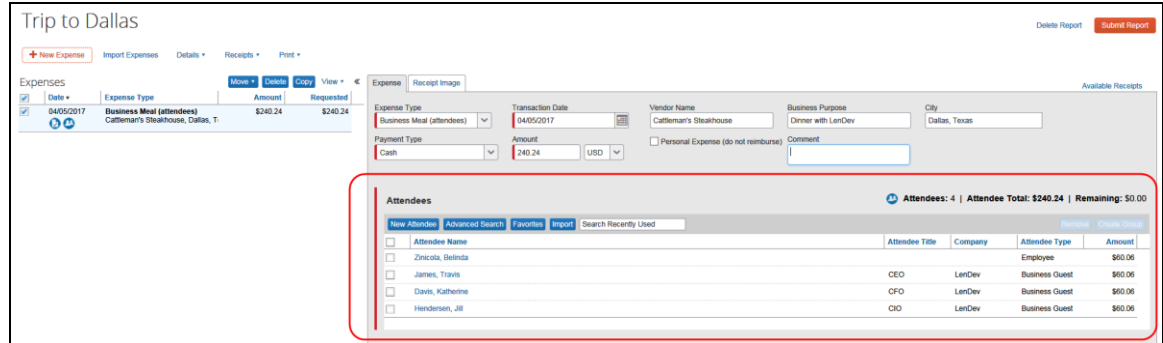 Trip to Dallas
Delete Report Submit Report
+ New Expense Import Expenses Details Receipts Print
Expenses Move Delete Copy View «
Date Expense Type Amount Requested
04/05/2017 Business Meal (attendees) $240.24 $240.24
Cattleman's Steakhouse, Dallas, T
Expense Receipt Image
Available Receipts
Expense Type Transaction Date Vendor Name Business Purpose City
Business Meal (attendees) 04/05/2017 Cattleman's Steakhouse Dinner with LenDev Dallas, Texas
Payment Type Amount Personal Expense (do not reimburse) Comment
Cash 240.24 USD
Attendees Attendees: 4 | Attendee Total: $240.24 | Remaining: $0.00
New Attendee Advanced Search Favorites Import Search Recently Used Remove Create Group
Attendee Name Attendee Title Company Attendee Type Amount
Zinicola, Belinda Employee $60.06
James, Travis CEO LenDev Business Guest $60.06
Davis, Katherine CFO LenDev Business Guest $60.06
Hendersen, Jill CIO LenDev Business Guest $60.06